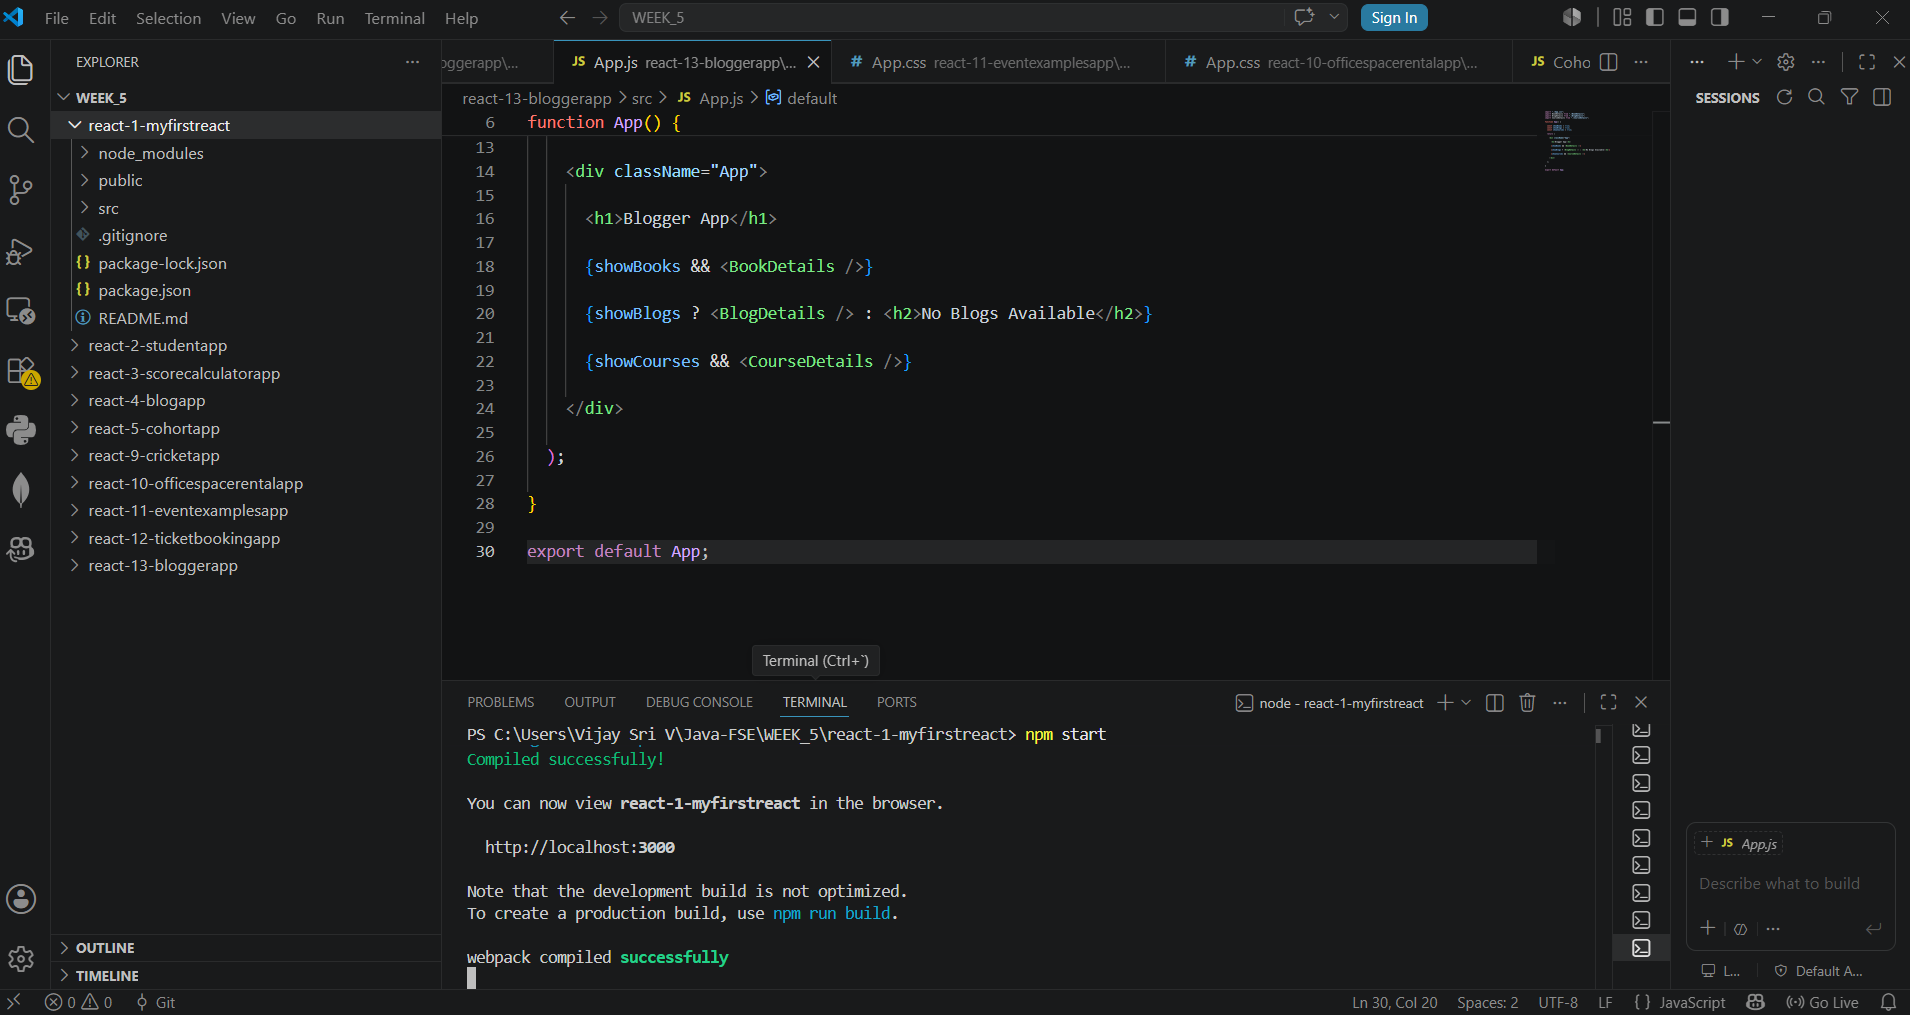 File Edit Selection View Go Run Terminal Help
WEEK_5
Sign In
EXPLORER
WEEK_5
react-1-myfirstreact
node_modules
public
src
.gitignore
package-lock.json
package.json
README.md
react-2-studentapp
react-3-scorecalculatorapp
react-4-blogapp
react-5-cohortapp
react-9-cricketapp
react-10-officespacerentalapp
react-11-eventexamplesapp
react-12-ticketbookingapp
react-13-bloggerapp
OUTLINE
TIMELINE
oggerapp\... JS App.js react-13-bloggerapp\... # App.css react-11-eventexamplesapp\... # App.css react-10-officespacerentalapp\... JS Coho
react-13-bloggerapp > src > JS App.js > default
6 function App() {
13
14 <div className="App">
15
16 <h1>Blogger App</h1>
17
18 {showBooks && <BookDetails />}
19
20 {showBlogs ? <BlogDetails /> : <h2>No Blogs Available</h2>}
21
22 {showCourses && <CourseDetails />}
23
24 </div>
25
26 );
27
28 }
29
30 export default App;
Terminal (Ctrl+`)
PROBLEMS OUTPUT DEBUG CONSOLE TERMINAL PORTS
node - react-1-myfirstreact
PS C:\Users\Vijay Sri V\Java-FSE\WEEK_5\react-1-myfirstreact> npm start
Compiled successfully!
You can now view react-1-myfirstreact in the browser.
http://localhost:3000
Note that the development build is not optimized.
To create a production build, use npm run build.
webpack compiled successfully
SESSIONS
+ JS App.js
Describe what to build
L...
Default A...
0 0 Git
Ln 30, Col 20 Spaces: 2 UTF-8 LF {} JavaScript Go Live